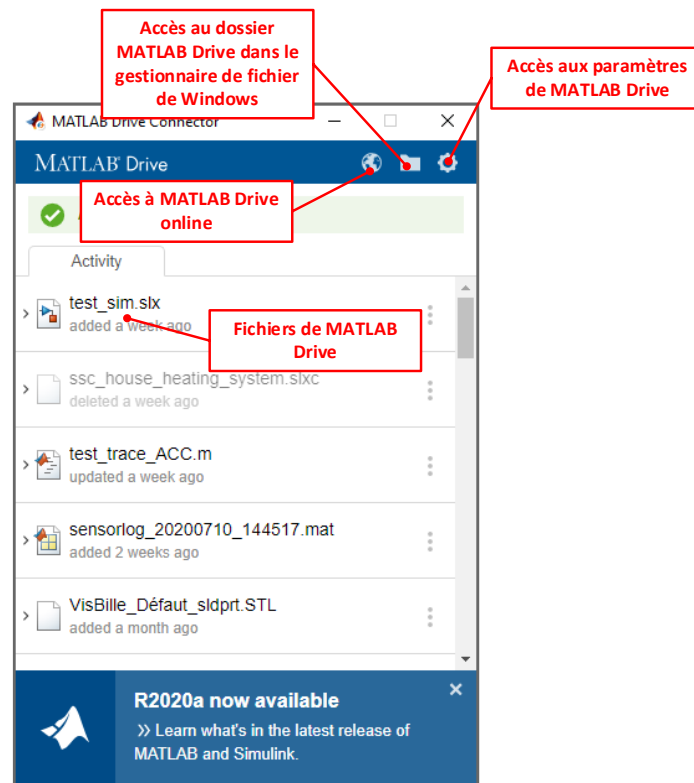 Accès au dossier
MATLAB Drive dans le
gestionnaire de fichier
de Windows
Accès aux paramètres
de MATLAB Drive
MATLAB Drive Connector
MATLAB® Drive
Accès à MATLAB Drive
online
Activity
test_sim.slx
added a week ago
Fichiers de MATLAB
Drive
ssc_house_heating_system.slxc
deleted a week ago
test_trace_ACC.m
updated a week ago
sensorlog_20200710_144517.mat
added 2 weeks ago
VisBille_Défaut_sldprt.STL
added a month ago
R2020a now available
>> Learn what's in the latest release of
MATLAB and Simulink.